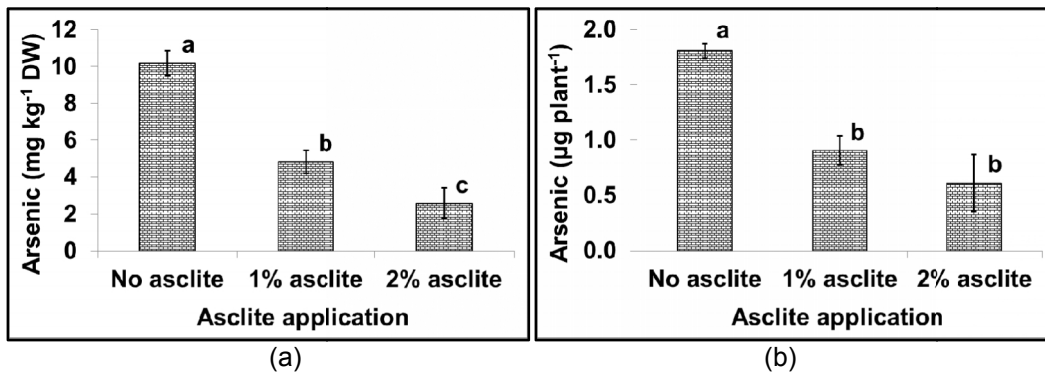 Arsenic (mg kg⁻¹ DW)
12
10
8
6
4
2
0
a
b
c
No asclite 1% asclite 2% asclite
Asclite application
(a)
Arsenic (µg plant⁻¹)
2.0
1.5
1.0
0.5
0.0
a
b
b
No asclite 1% asclite 2% asclite
Asclite application
(b)